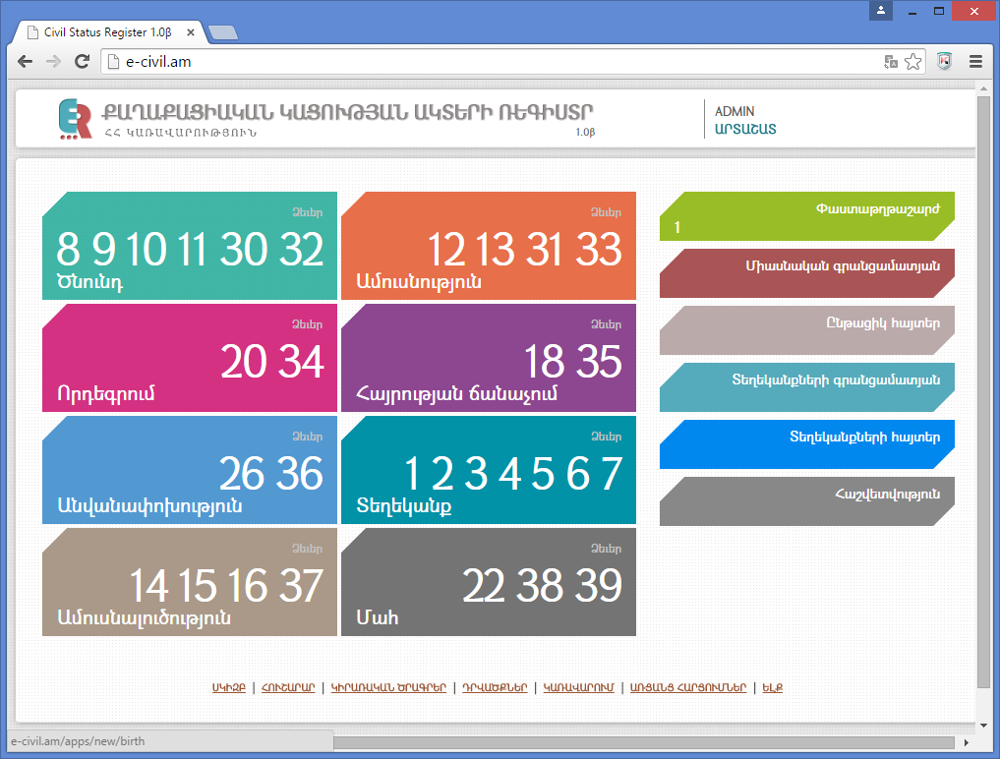 Civil Status Register 1.0β
e-civil.am
ER
ՔԱՂԱՔԱՑԻԱԿԱՆ ԿԱՑՈՒԹՅԱՆ ԱԿՏԵՐԻ ՌԵԳԻՍՏՐ
ՀՀ ԿԱՌԱՎԱՐՈՒԹՅՈՒՆ
1.0β
ADMIN
ԱՐՏԱՇԱՏ
Ձեւեր
8 9 10 11 30 32
Ծնունդ
Ձեւեր
12 13 31 33
Ամուսնություն
Ձեւեր
20 34
Որդեգրում
Ձեւեր
18 35
Հայրության ճանաչում
Ձեւեր
26 36
Անվանափոխություն
Ձեւեր
1 2 3 4 5 6 7
Տեղեկանք
Ձեւեր
14 15 16 37
Ամուսնալուծություն
Ձեւեր
22 38 39
Մահ
Փաստաթղթաշարժ
1
Միասնական գրանցամատյան
Ընթացիկ հայտեր
Տեղեկանքների գրանցամատյան
Տեղեկանքների հայտեր
Հաշվետվություն
ՍԿԻԶԲ | ՀՈՒՇԱՐԱՐ | ԿԻՐԱՌԱԿԱՆ ԾՐԱԳՐԵՐ | ԴՐՎԱԾՔՆԵՐ | ԿԱՌԱՎԱՐՈՒՄ | ԱՌՑԱՆՑ ՀԱՐՑՈՒՄՆԵՐ | ԵԼՔ
e-civil.am/apps/new/birth